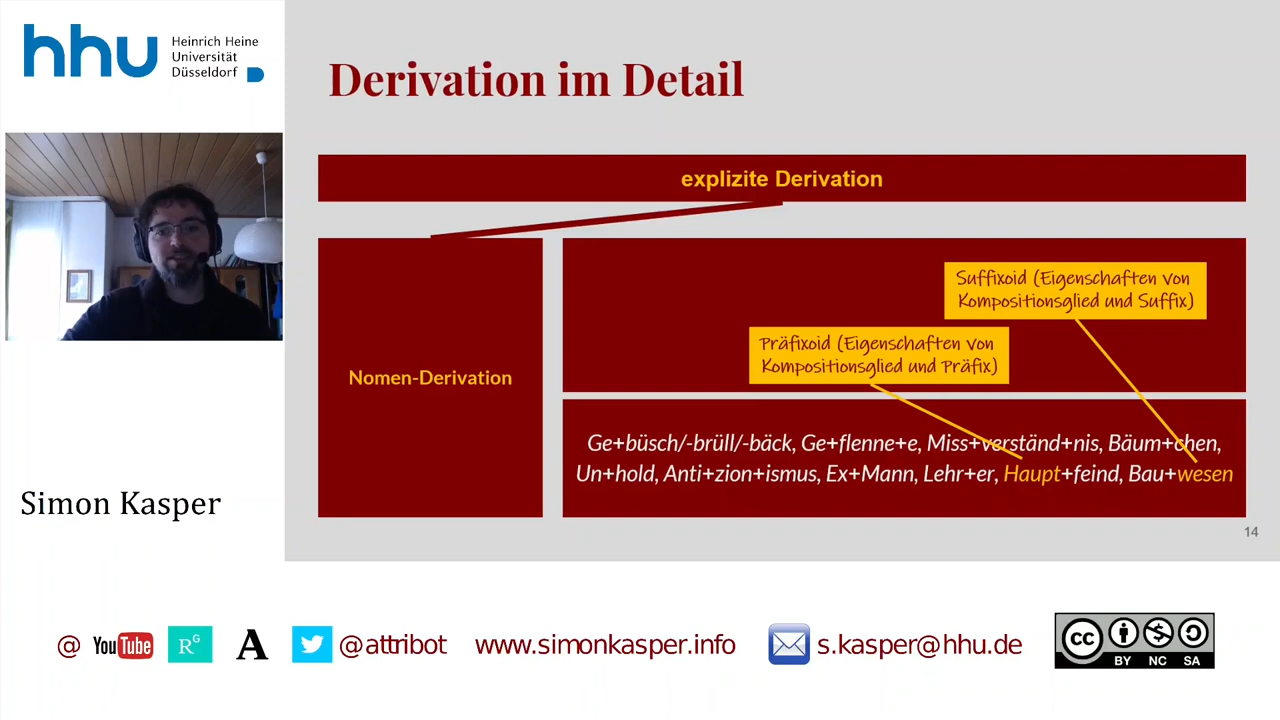 hhu
Heinrich Heine
Universität
Düsseldorf
Derivation im Detail
explizite Derivation
Suffixoid (Eigenschaften von
Kompositionsglied und Suffix)
Präfixoid (Eigenschaften von
Kompositionsglied und Präfix)
Nomen-Derivation
Ge+büsch/-brüll/-bäck, Ge+flenne+e, Miss+verständ+nis, Bäum+chen,
Un+hold, Anti+zion+ismus, Ex+Mann, Lehr+er, Haupt+feind, Bau+wesen
Simon Kasper
14
@ YouTube RG A @attribot www.simonkasper.info s.kasper@hhu.de
cc
BY NC SA